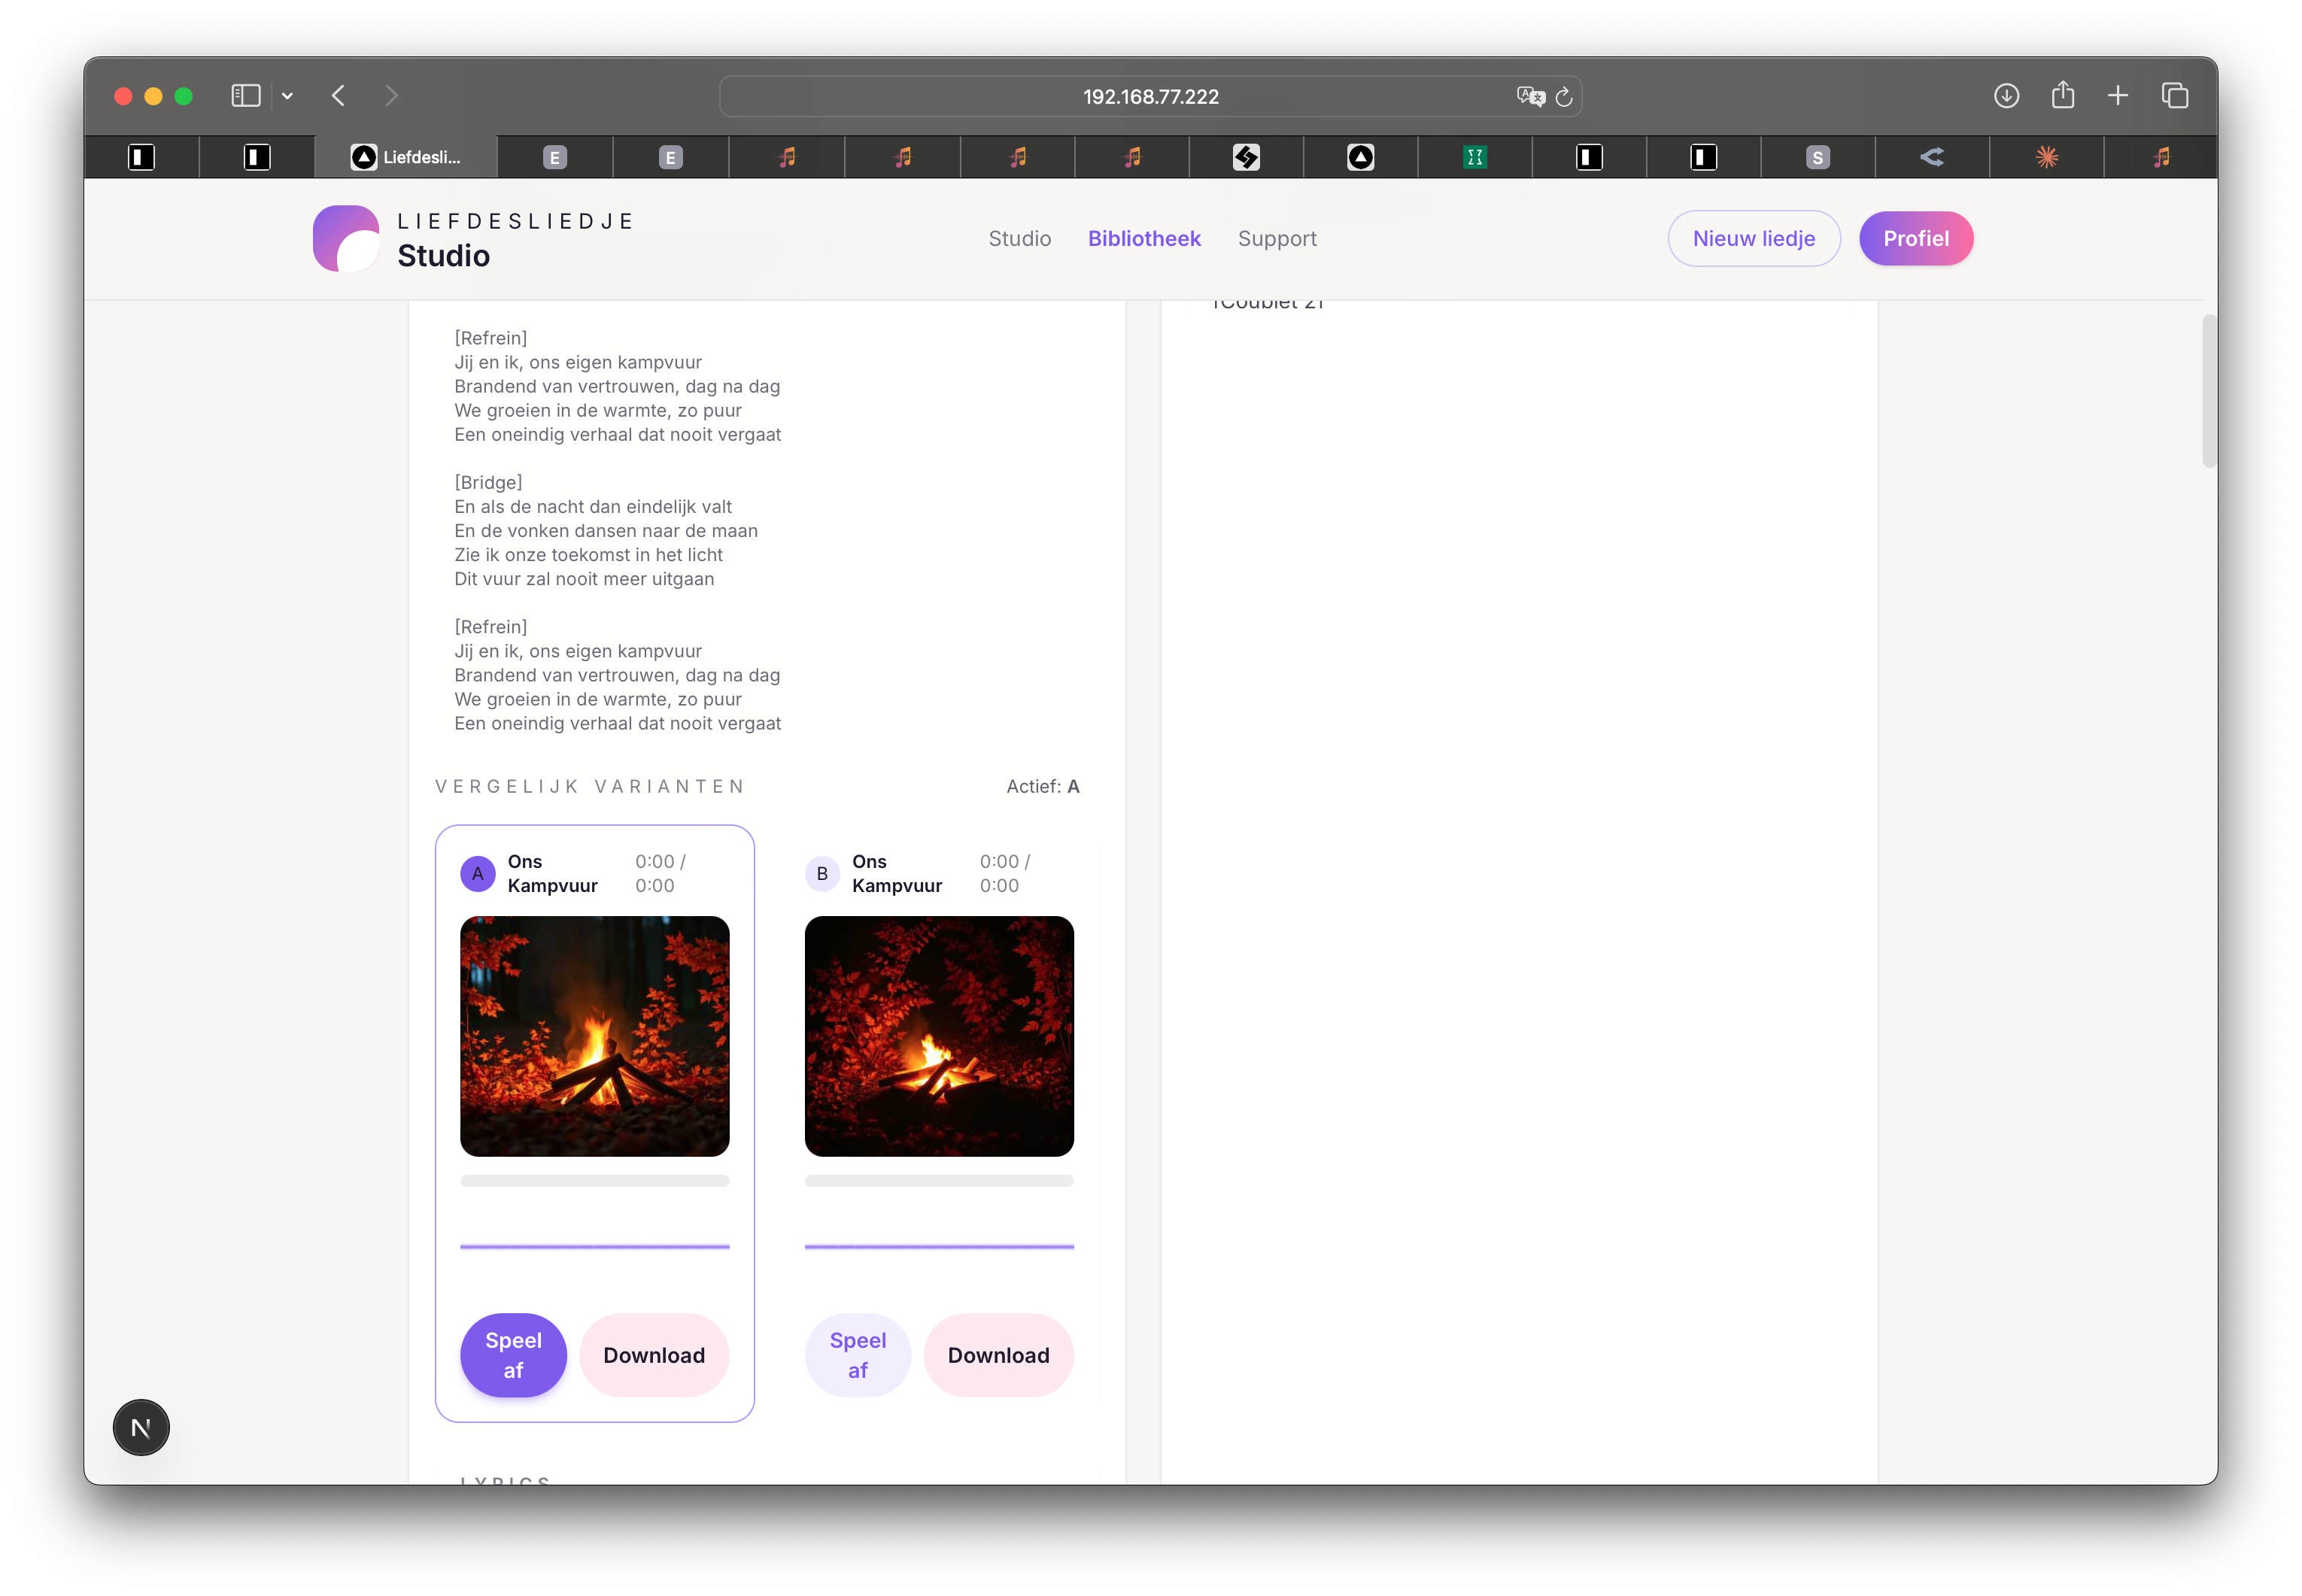 192.168.77.222
Liefdesli...
E
E
S
LIEFDESLIEDJE
Studio
Studio
Bibliotheek
Support
Nieuw liedje
Profiel
[Refrein]
Jij en ik, ons eigen kampvuur
Brandend van vertrouwen, dag na dag
We groeien in de warmte, zo puur
Een oneindig verhaal dat nooit vergaat
[Bridge]
En als de nacht dan eindelijk valt
En de vonken dansen naar de maan
Zie ik onze toekomst in het licht
Dit vuur zal nooit meer uitgaan
[Refrein]
Jij en ik, ons eigen kampvuur
Brandend van vertrouwen, dag na dag
We groeien in de warmte, zo puur
Een oneindig verhaal dat nooit vergaat
VERGELIJK VARIANTEN
Actief: A
A
Ons
Kampvuur
0:00 /
0:00
Speel
af
Download
B
Ons
Kampvuur
0:00 /
0:00
Speel
af
Download
LYRICS
[Couplet 2]
N